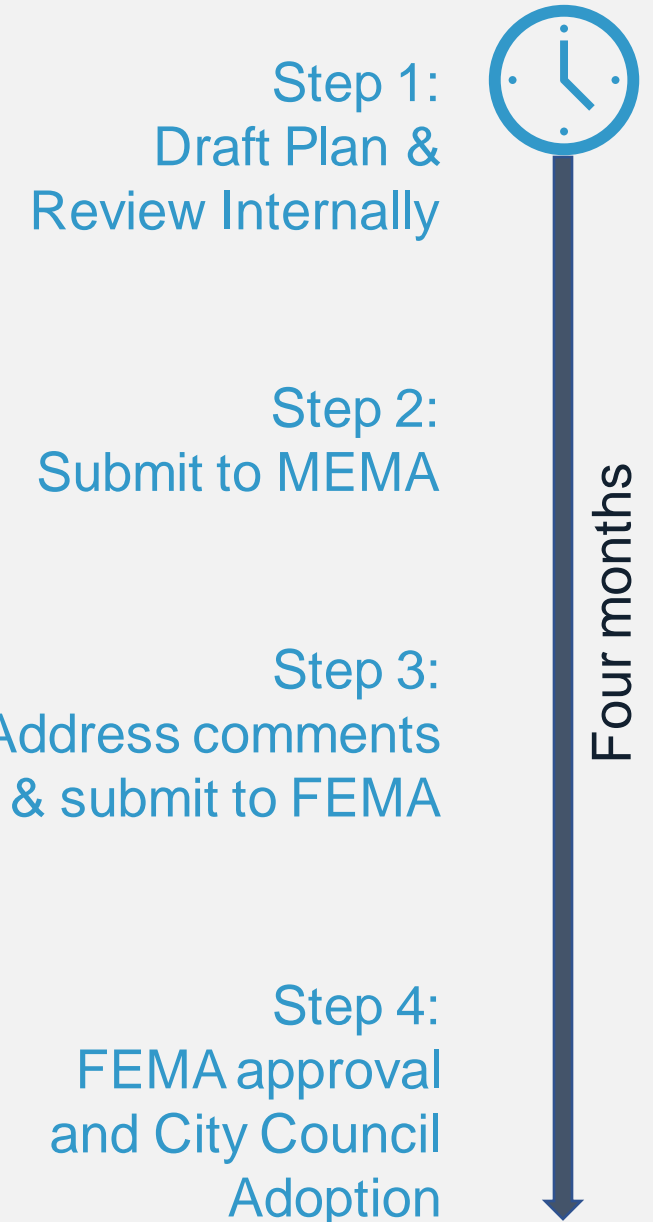 Step 1:
Draft Plan &
Review Internally
Step 2:
Submit to MEMA
Four months
Step 3:
Address comments
& submit to FEMA
Step 4:
FEMA approval
and City Council
Adoption